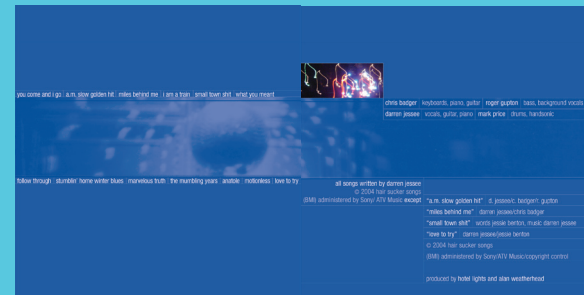 you come and i go | a.m. slow golden hit | miles behind me | i am a train | small town shit | what you meant
chris badger | keyboards, piano, guitar | roger gupton | bass, background vocals
darren jessee | vocals, guitar, piano | mark price | drums, handsonic
follow through | stumblin' home winter blues | marvelous truth | the mumbling years | anatole | motionless | love to try
all songs written by darren jessee
© 2004 hair sucker songs
(BMI) administered by Sony/ ATV Music except
"a.m. slow golden hit" d. jessee/c. badger/r. gupton
"miles behind me" darren jessee/chris badger
"small town shit" words jessie benton, music darren jessee
"love to try" darren jessee/jessie benton
© 2004 hair sucker songs
(BMI) administered by Sony/ATV Music/copyright control
produced by hotel lights and alan weatherhead